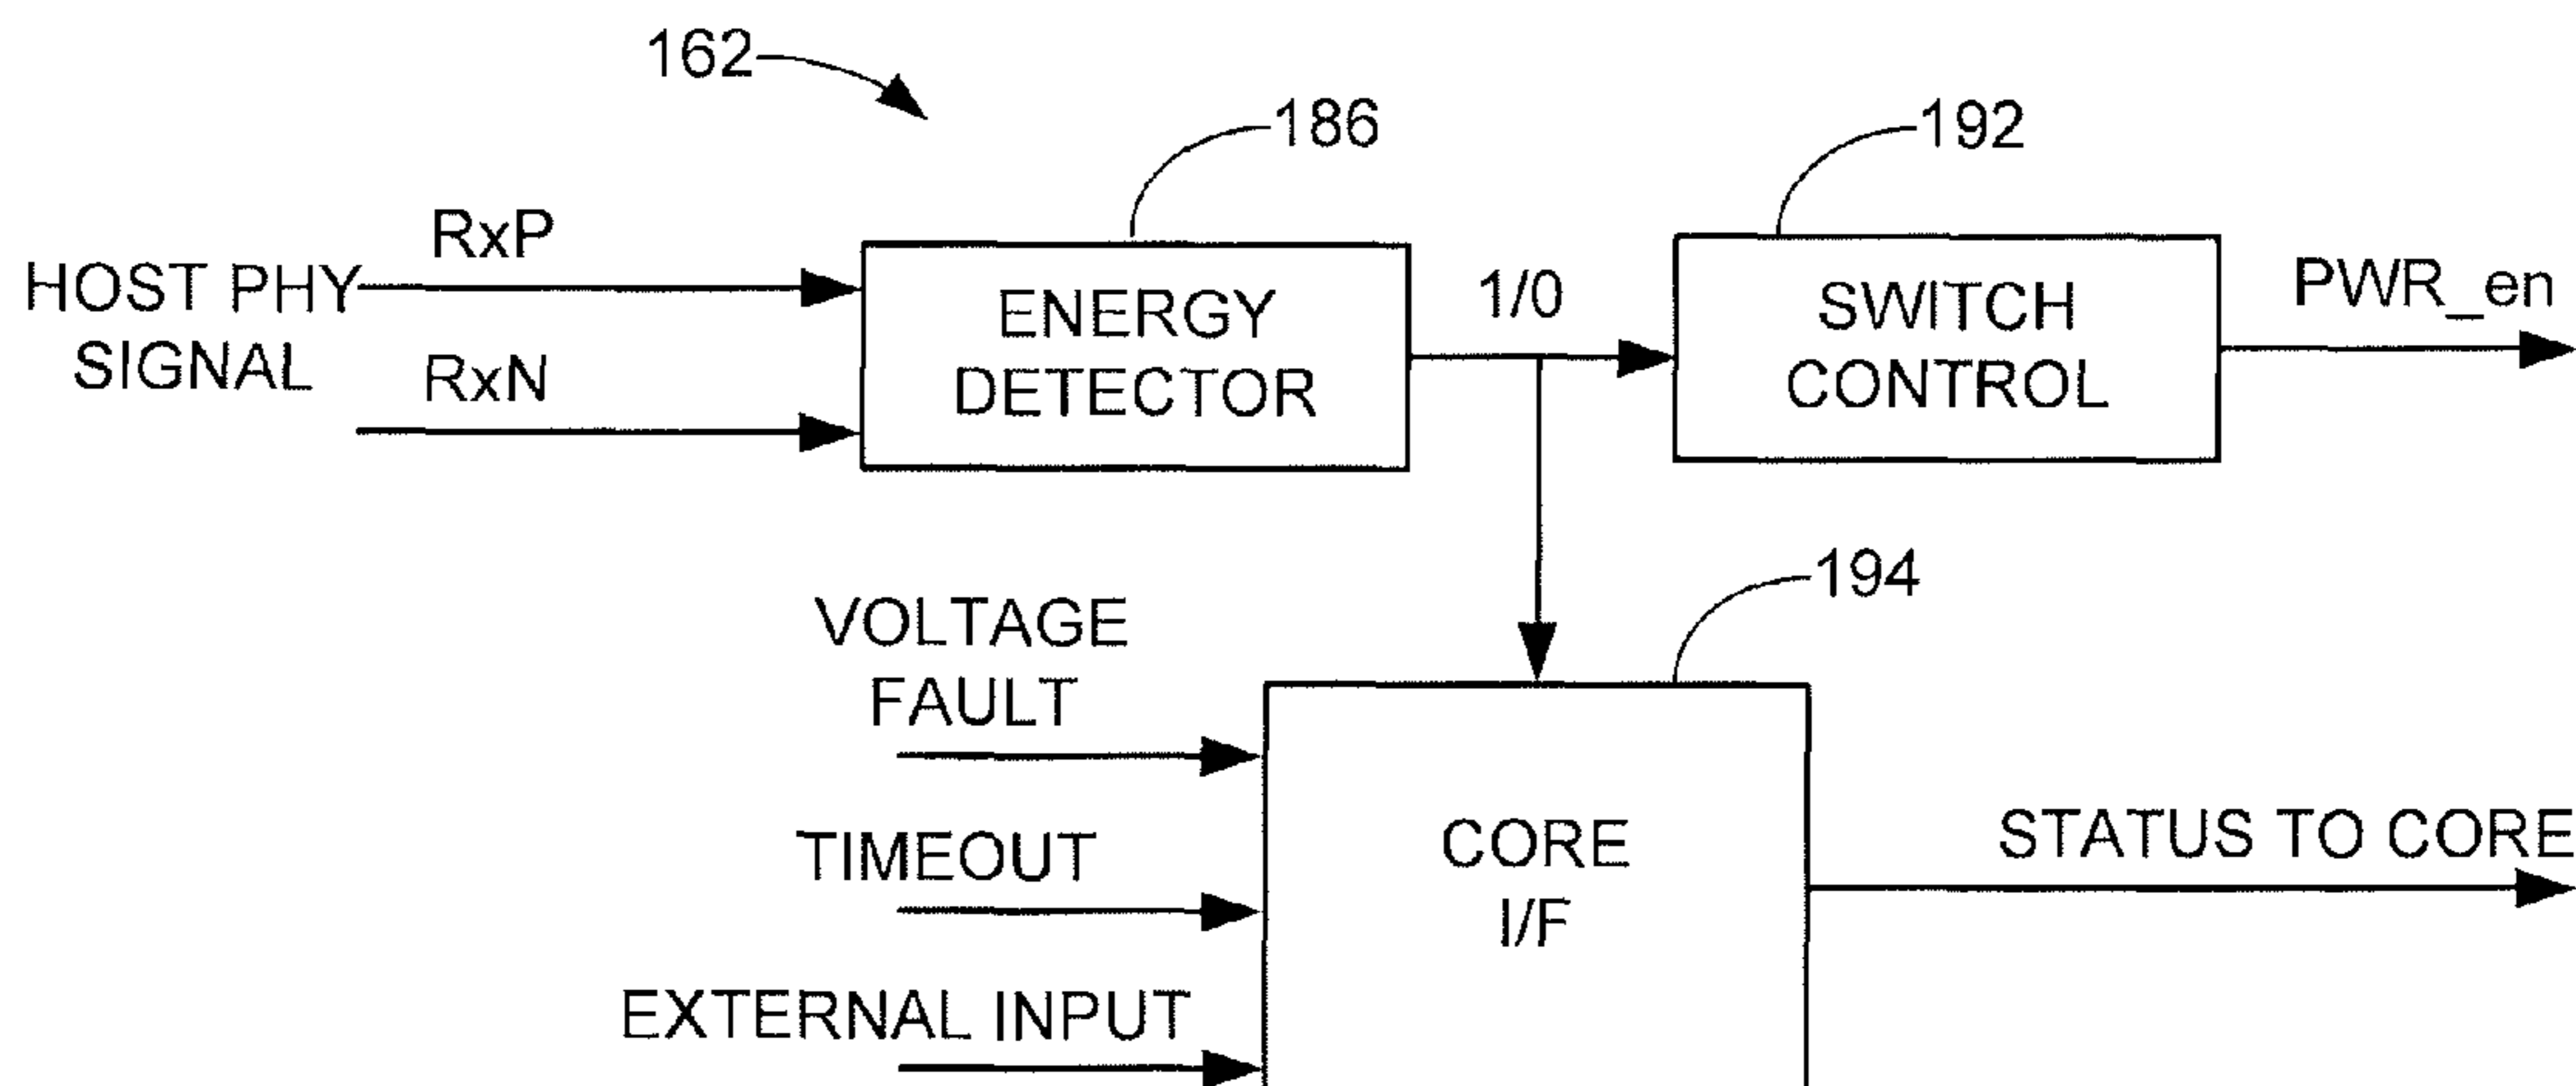 162
186
192
RxP
HOST PHY
SIGNAL
RxN
ENERGY
DETECTOR
1/0
SWITCH
CONTROL
PWR_en
194
VOLTAGE
FAULT
TIMEOUT
EXTERNAL INPUT
CORE
I/F
STATUS TO CORE